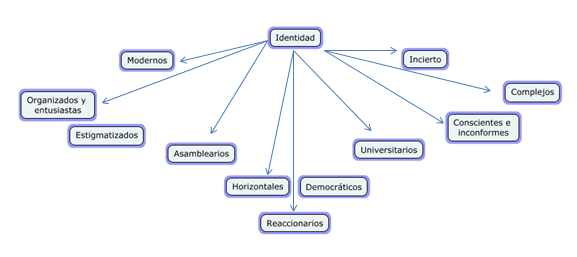 Identidad
Modernos
Incierto
Complejos
Organizados y
entusiastas
Conscientes e
inconformes
Estigmatizados
Asamblearios
Universitarios
Horizontales
Democráticos
Reaccionarios